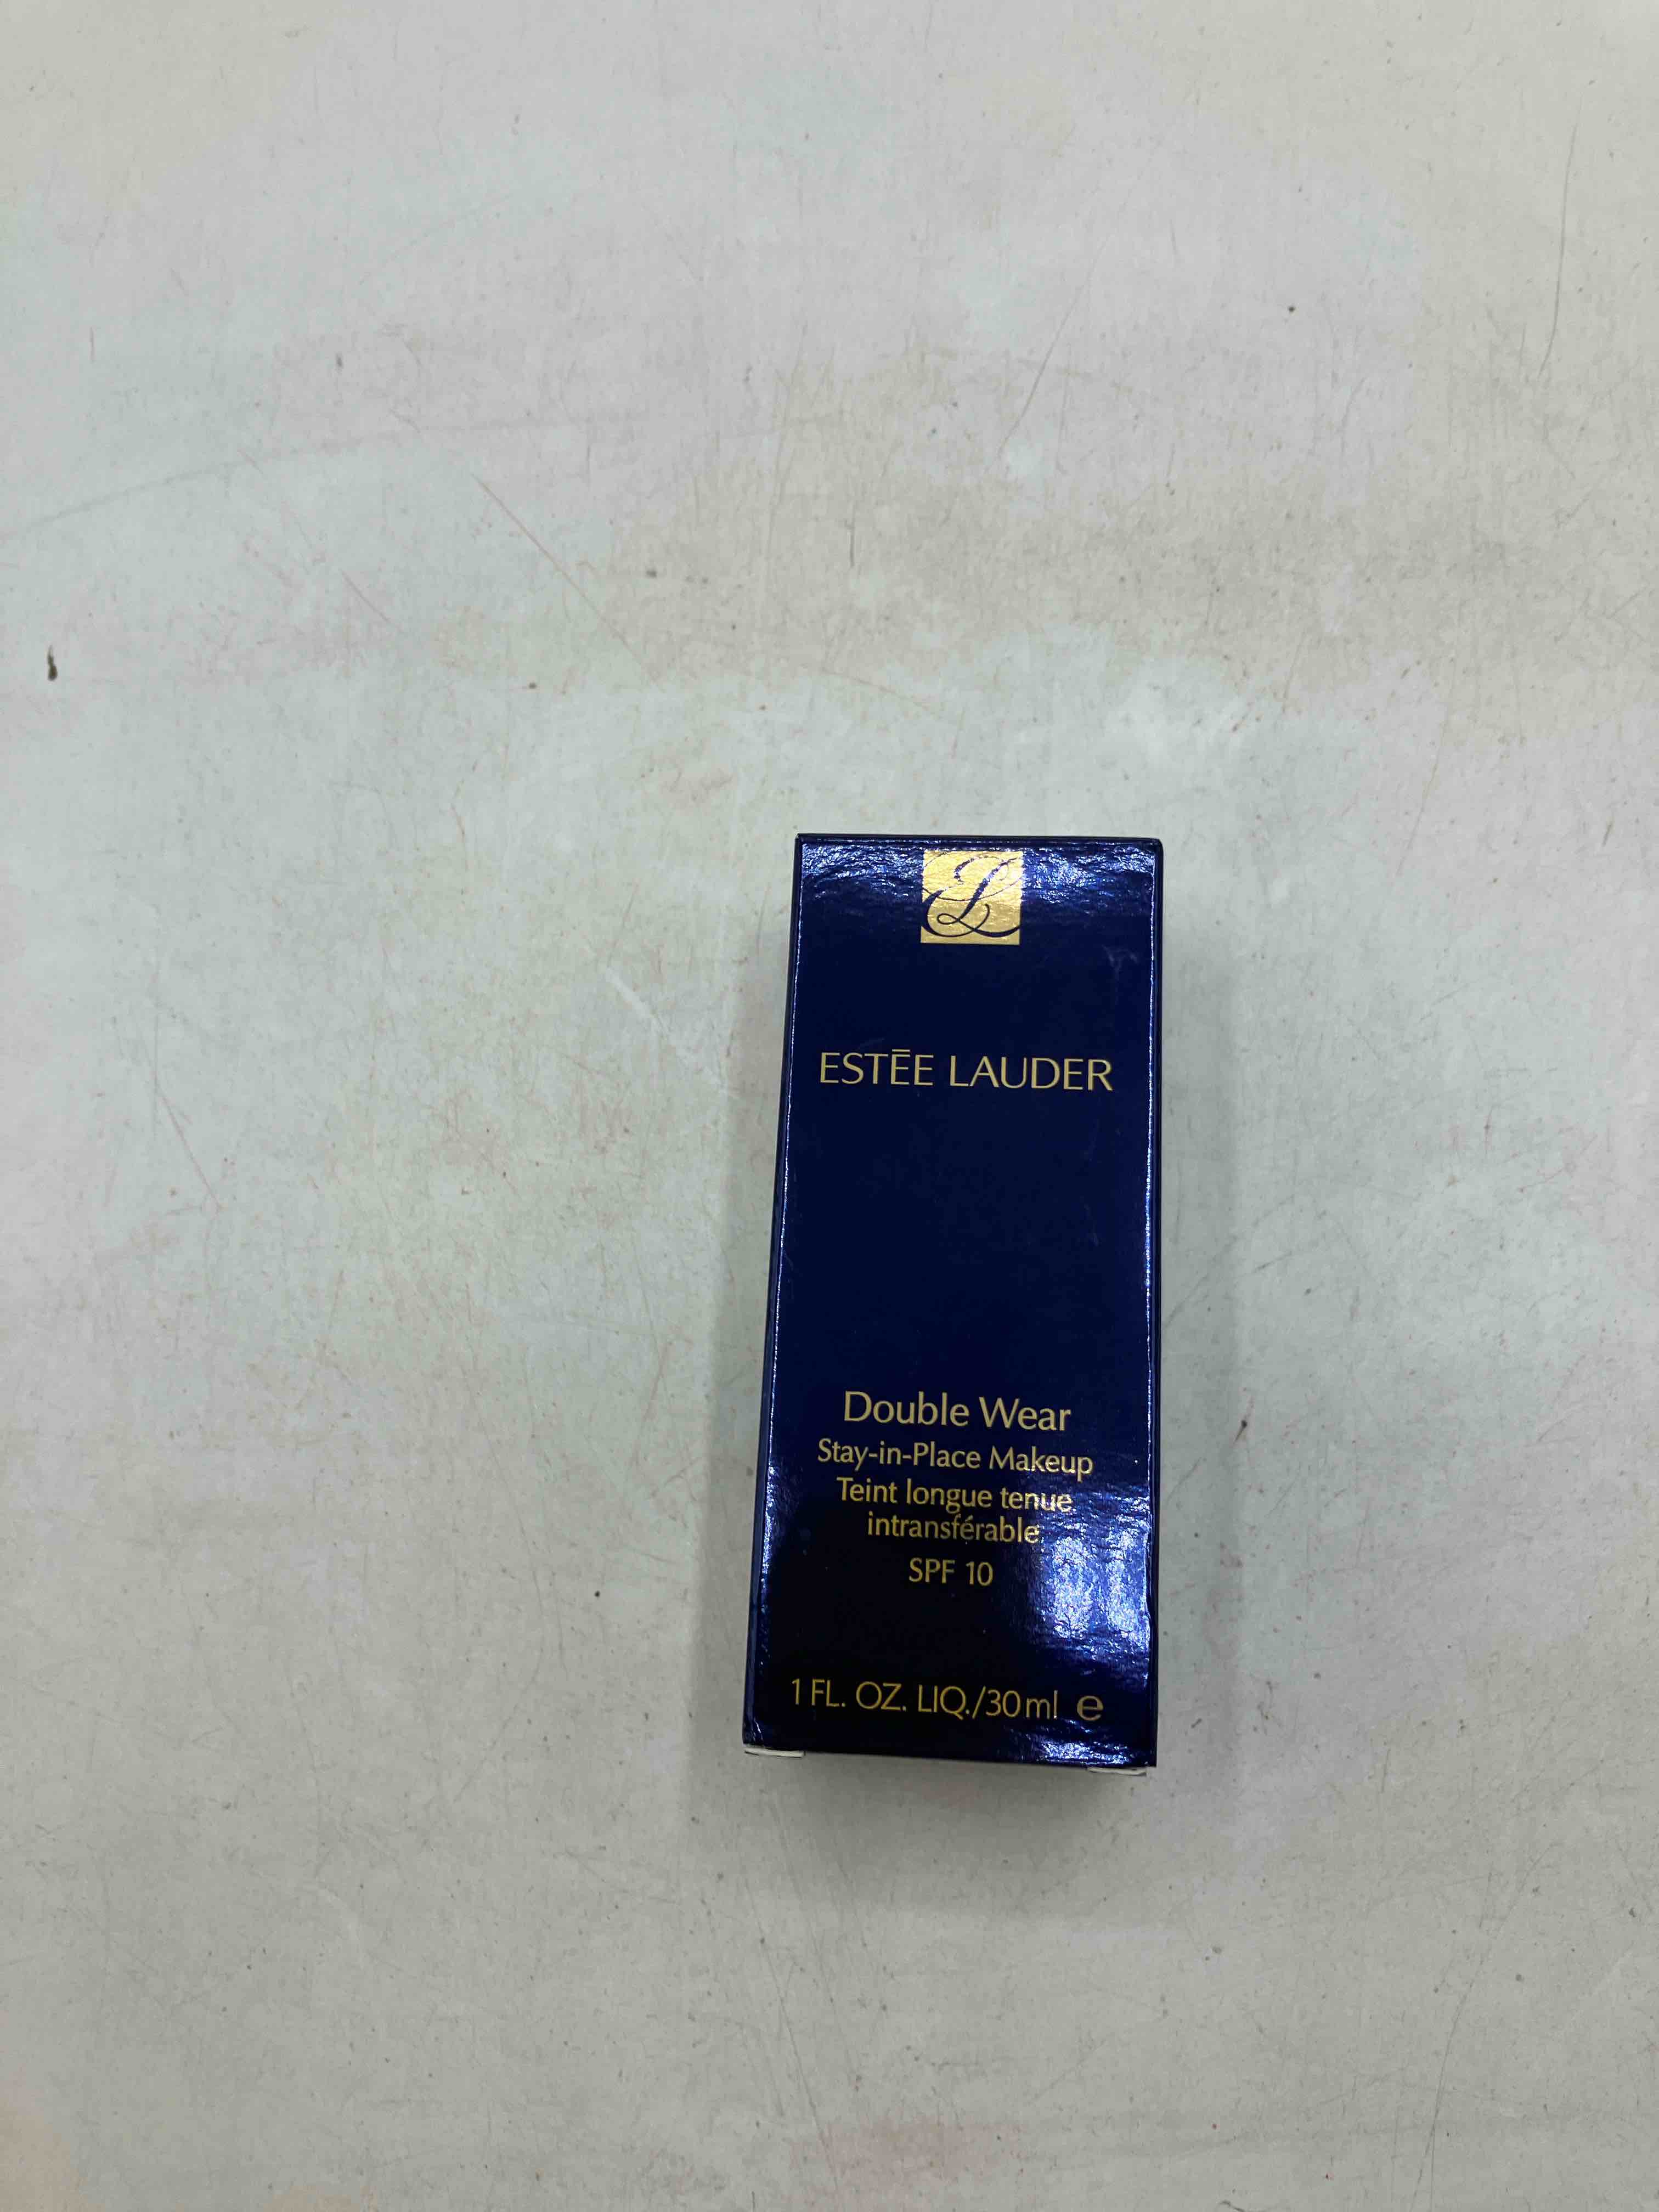 EL
ESTĒE LAUDER
Double Wear
Stay-in-Place Makeup
Teint longue tenue
intransférable
SPF 10
1 FL. OZ. LIQ./30ml ℮